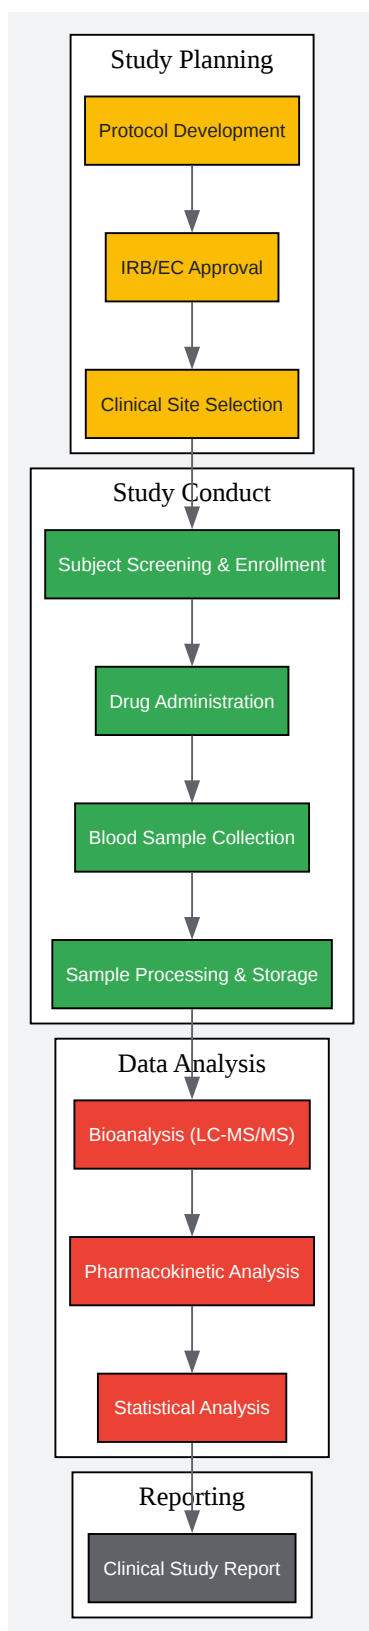 Study Planning
Protocol Development
IRB/EC Approval
Clinical Site Selection
Study Conduct
Subject Screening & Enrollment
Drug Administration
Blood Sample Collection
Sample Processing & Storage
Data Analysis
Bioanalysis (LC-MS/MS)
Pharmacokinetic Analysis
Statistical Analysis
Reporting
Clinical Study Report